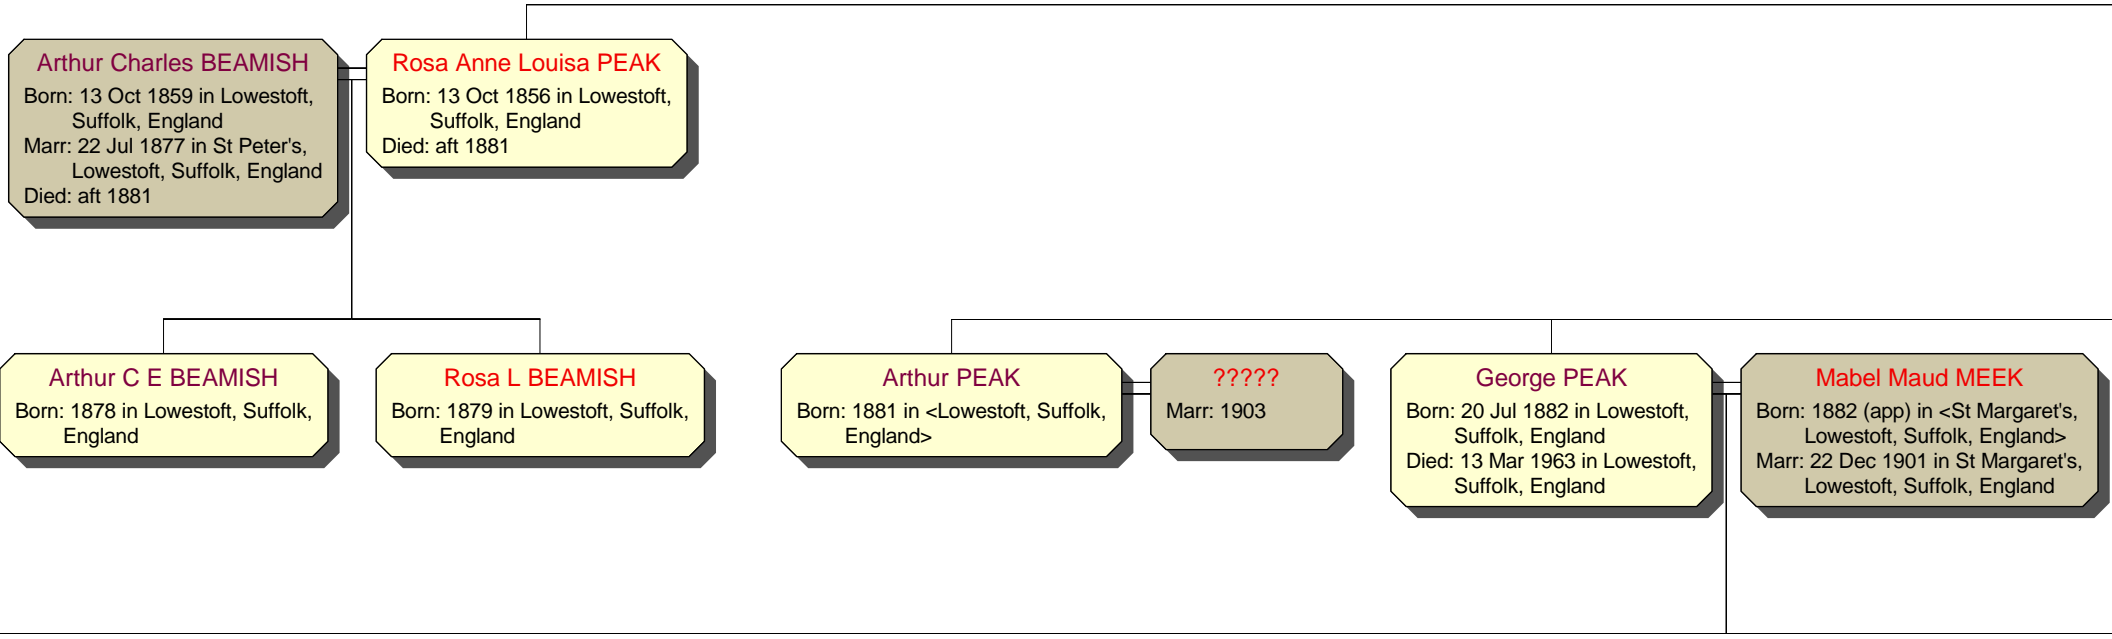 Arthur Charles BEAMISH
Born: 13 Oct 1859 in Lowestoft,
Suffolk, England
Marr: 22 Jul 1877 in St Peter's,
Lowestoft, Suffolk, England
Died: aft 1881
Rosa Anne Louisa PEAK
Born: 13 Oct 1856 in Lowestoft,
Suffolk, England
Died: aft 1881
Arthur C E BEAMISH
Born: 1878 in Lowestoft, Suffolk,
England
Rosa L BEAMISH
Born: 1879 in Lowestoft, Suffolk,
England
Arthur PEAK
Born: 1881 in <Lowestoft, Suffolk,
England>
?????
Marr: 1903
George PEAK
Born: 20 Jul 1882 in Lowestoft,
Suffolk, England
Died: 13 Mar 1963 in Lowestoft,
Suffolk, England
Mabel Maud MEEK
Born: 1882 (app) in <St Margaret's,
Lowestoft, Suffolk, England>
Marr: 22 Dec 1901 in St Margaret's,
Lowestoft, Suffolk, England